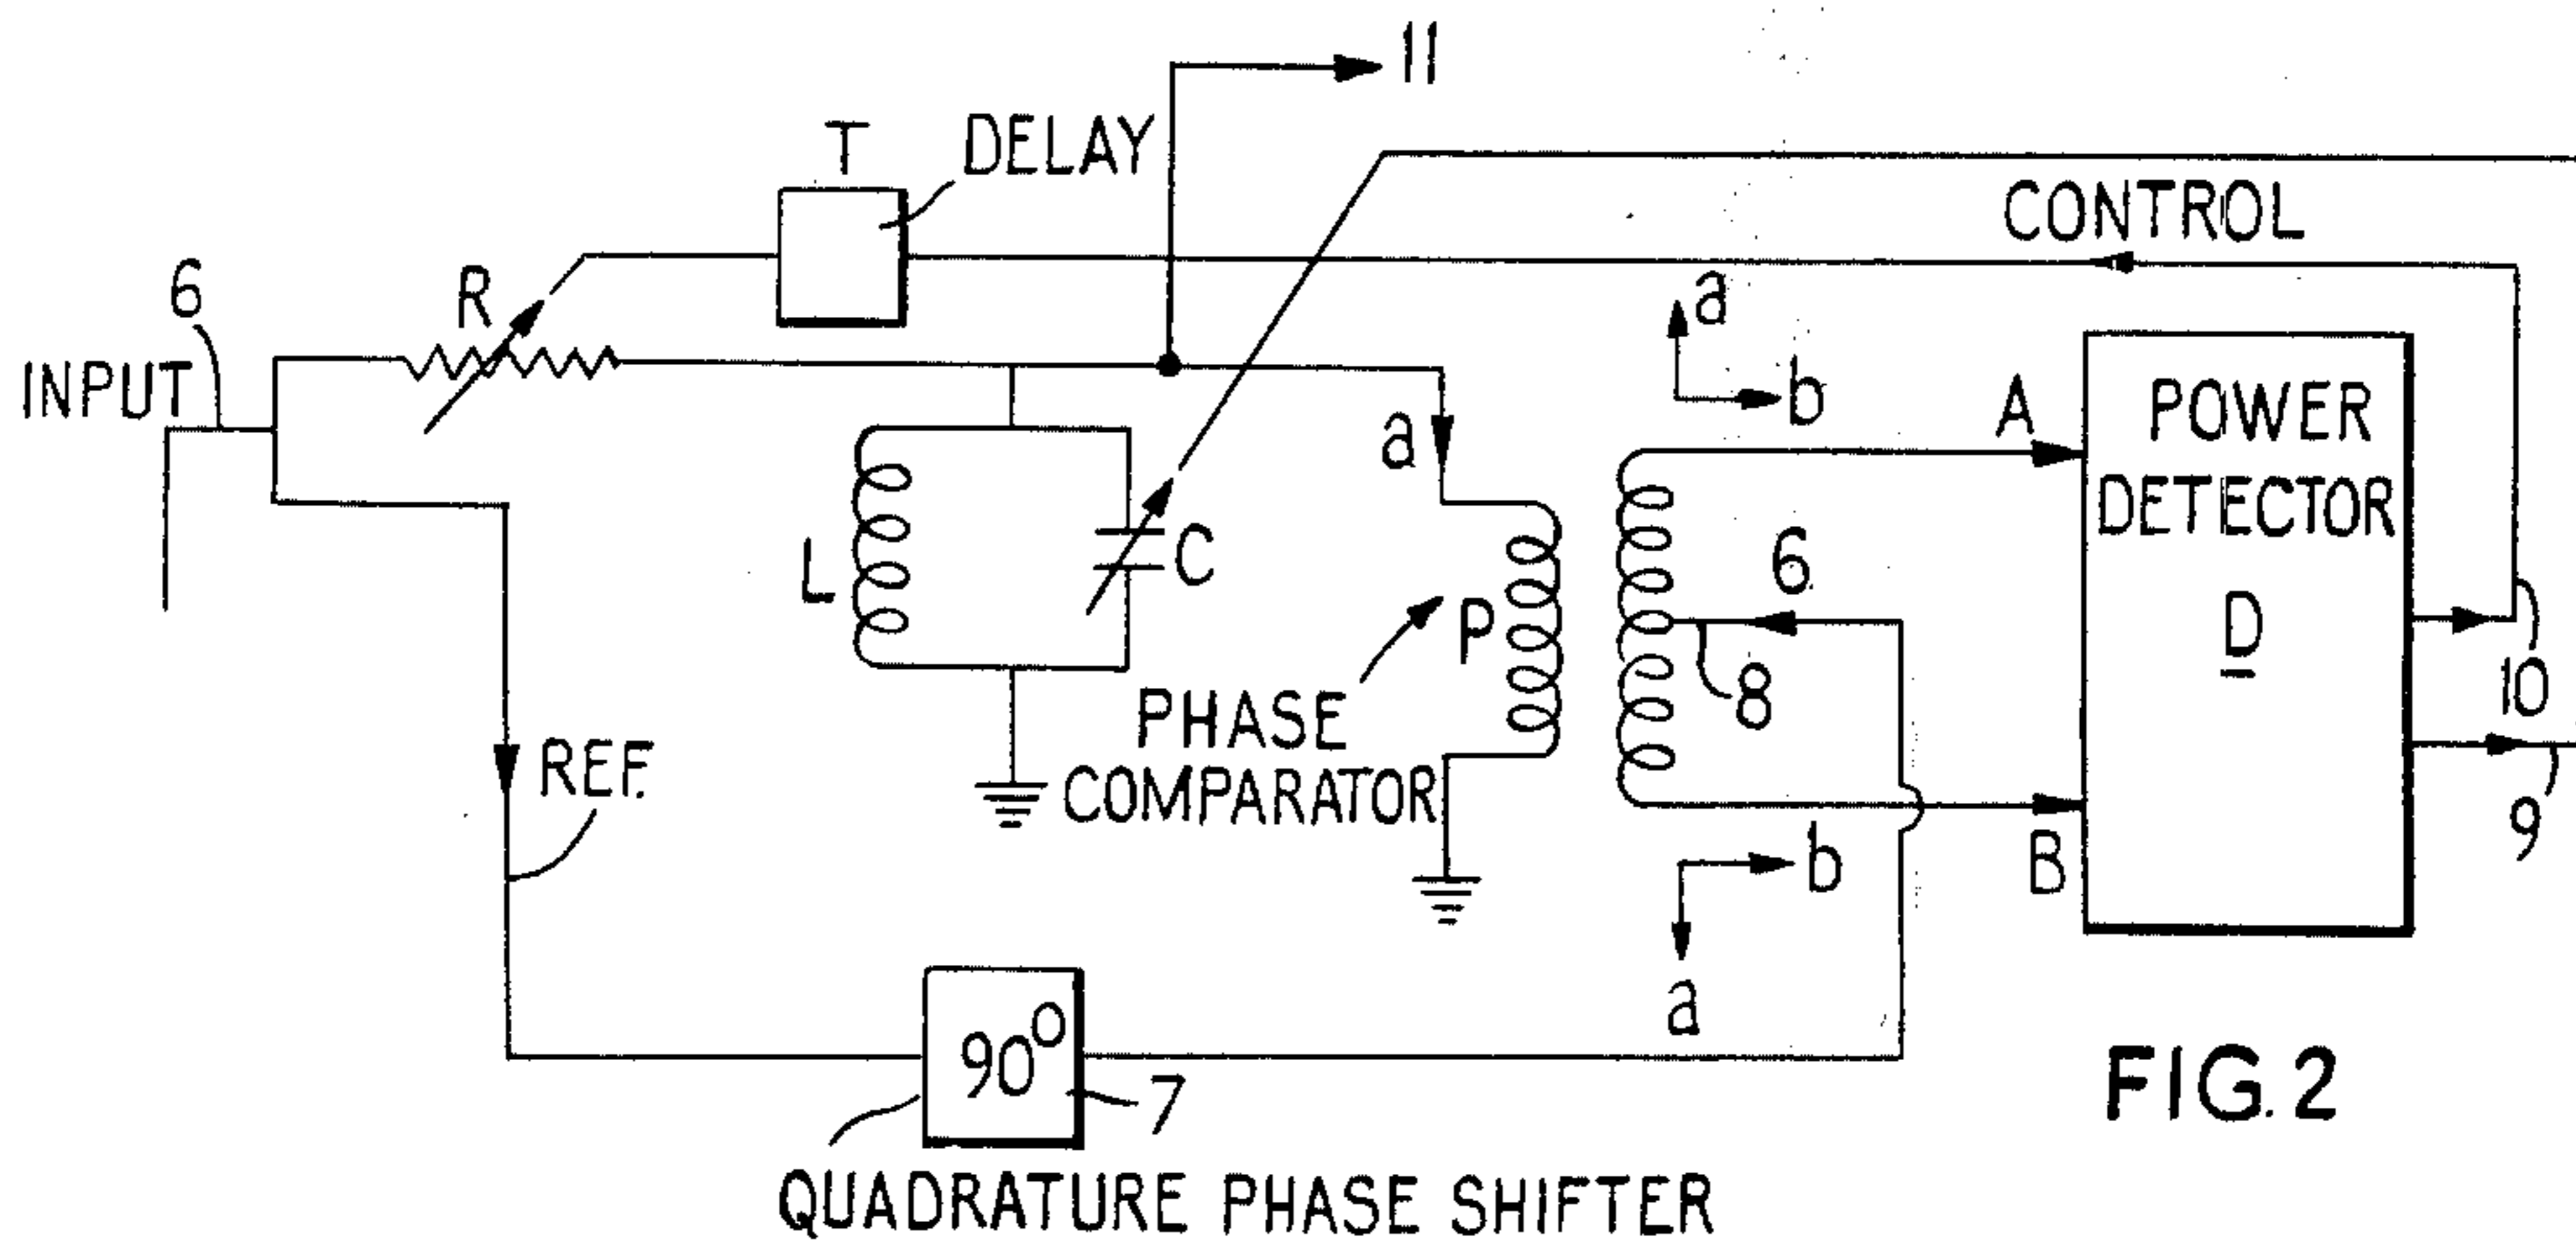 11
T DELAY
CONTROL
6
R
a
INPUT
b
A
POWER
DETECTOR
D
a
6
L
C
P
8
10
PHASE
COMPARATOR
REF.
9
b
B
a
90°
7
FIG. 2
QUADRATURE PHASE SHIFTER